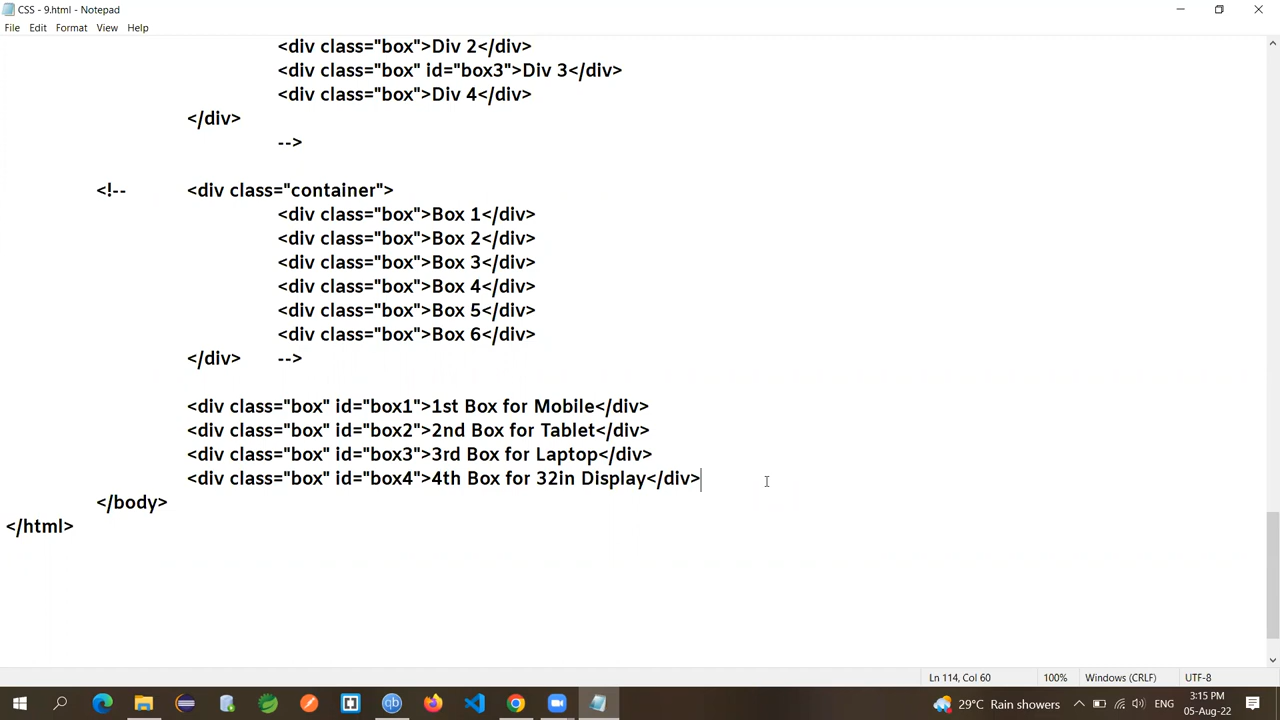 CSS - 9.html - Notepad
File Edit Format View Help
<div class="box">Div 2</div>
<div class="box" id="box3">Div 3</div>
<div class="box">Div 4</div>
</div>
-->
<!-- <div class="container">
<div class="box">Box 1</div>
<div class="box">Box 2</div>
<div class="box">Box 3</div>
<div class="box">Box 4</div>
<div class="box">Box 5</div>
<div class="box">Box 6</div>
</div> -->
<div class="box" id="box1">1st Box for Mobile</div>
<div class="box" id="box2">2nd Box for Tablet</div>
<div class="box" id="box3">3rd Box for Laptop</div>
<div class="box" id="box4">4th Box for 32in Display</div>
</body>
</html>
Ln 114, Col 60 100% Windows (CRLF) UTF-8
qb 29°C Rain showers ENG 3:15 PM
05-Aug-22